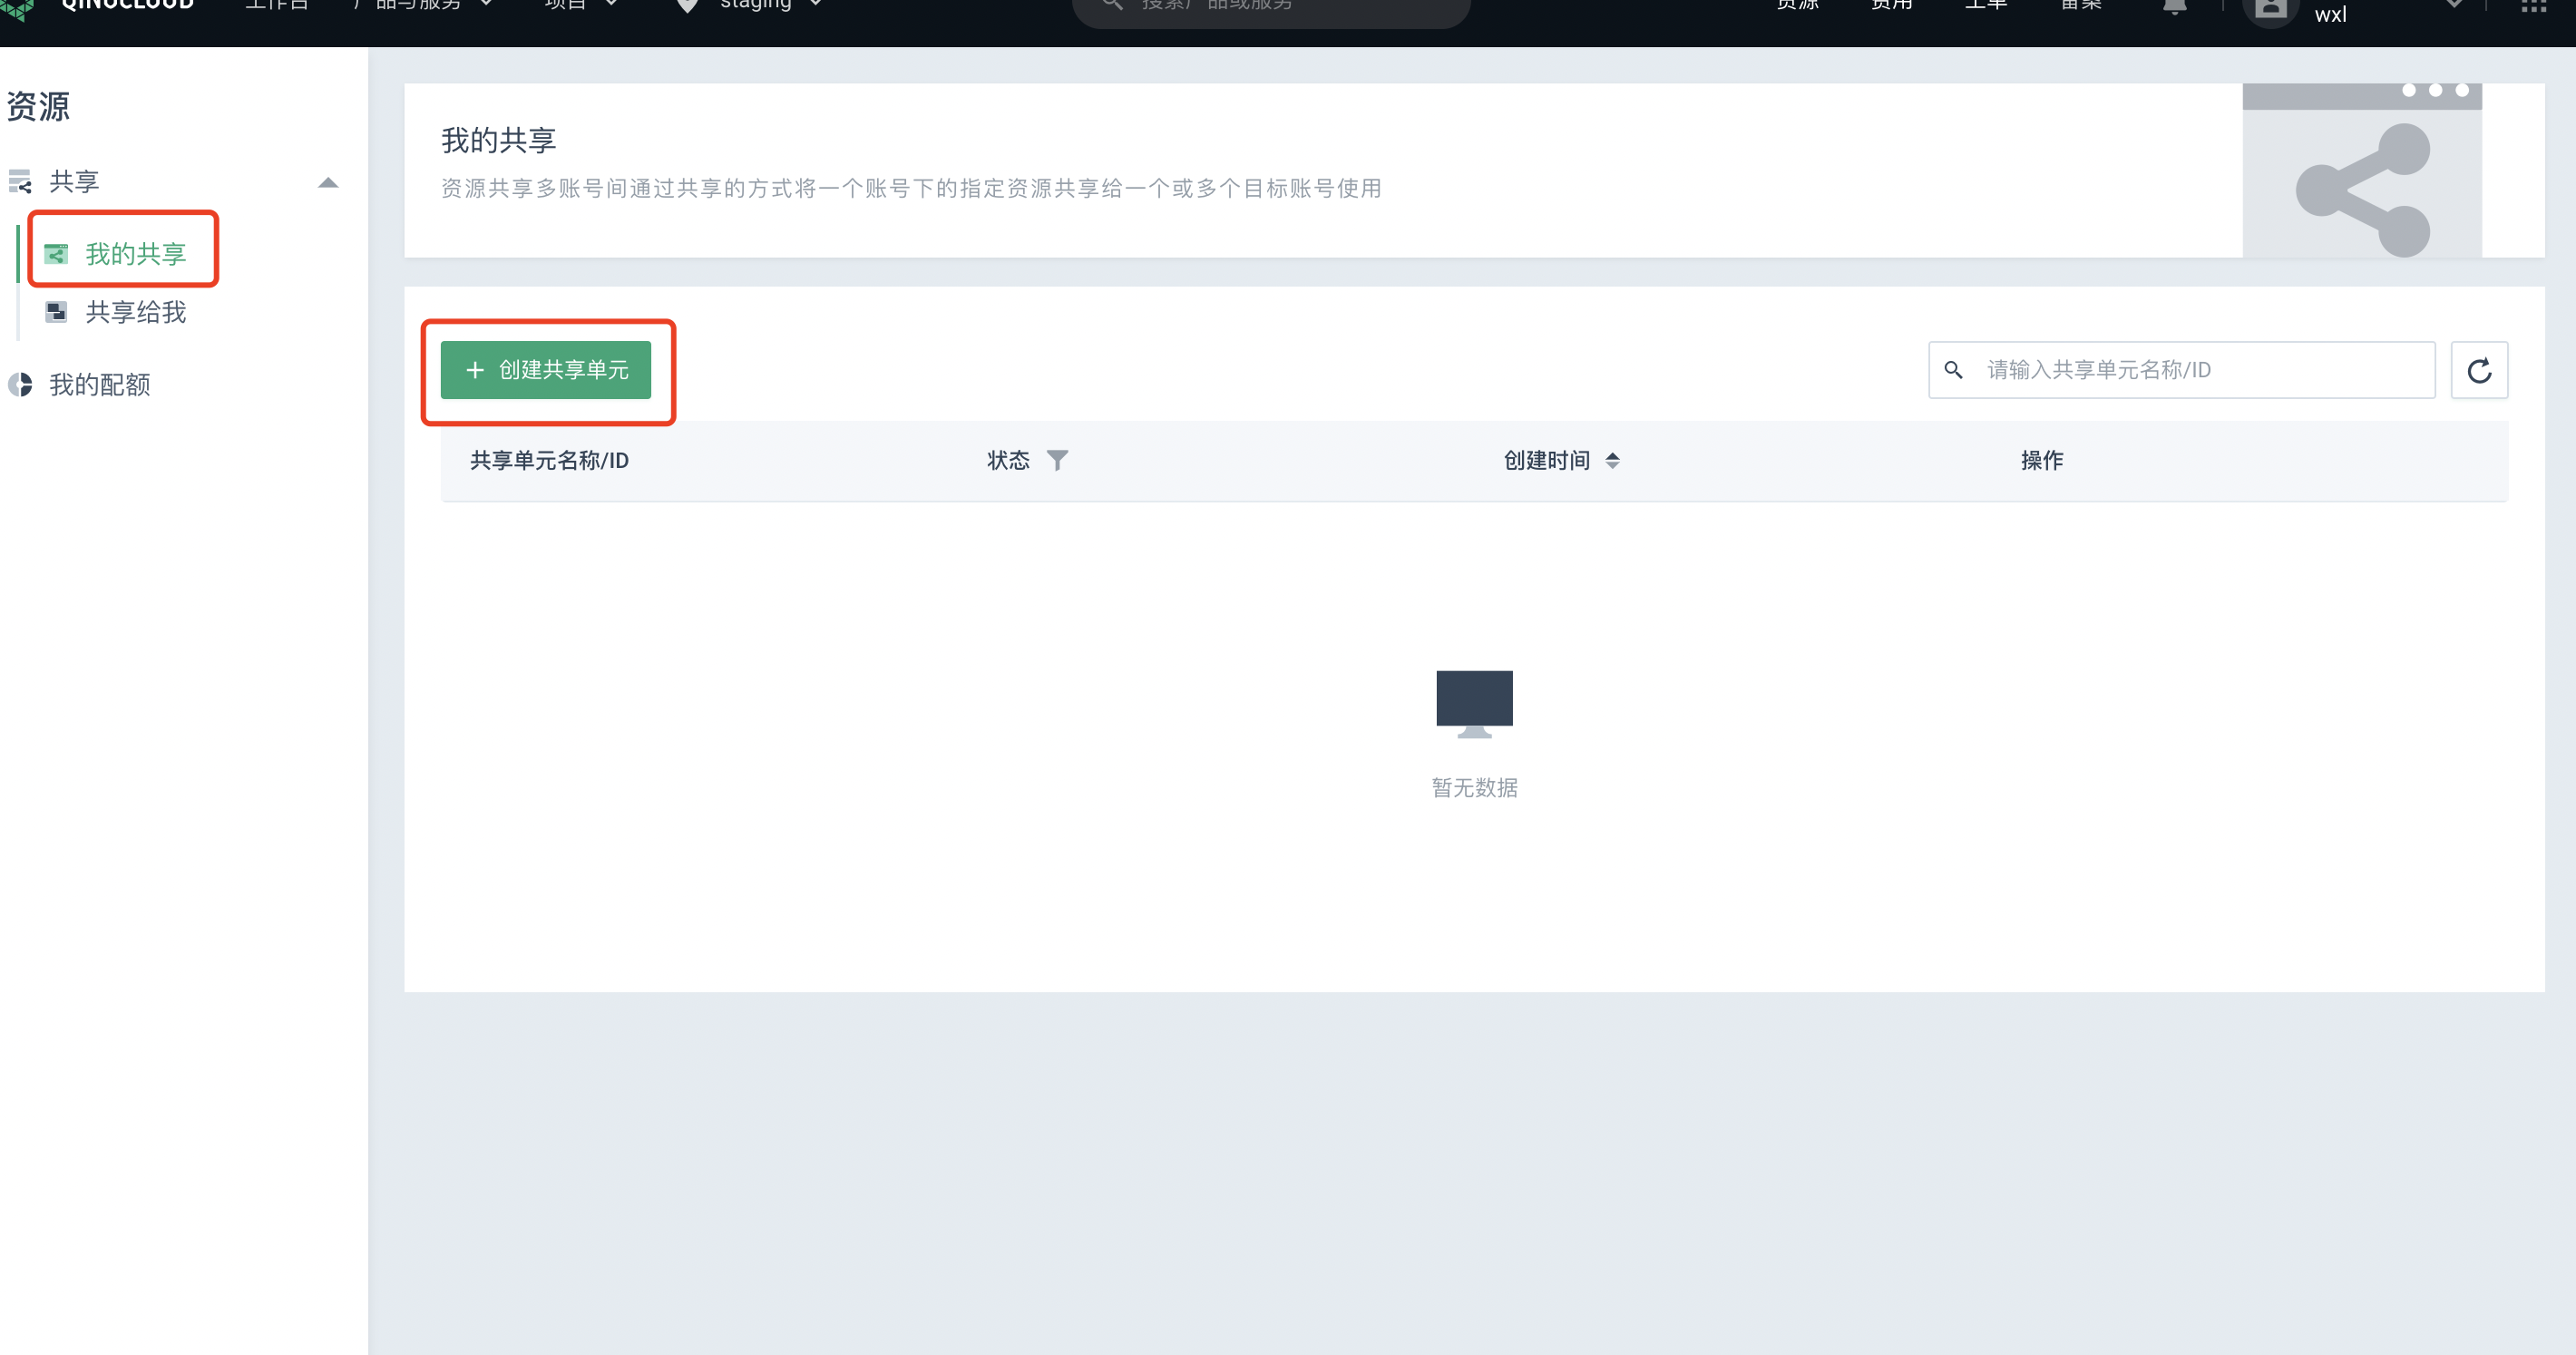 QINGCLOUD 工作台 产品与服务 项目 staging 搜索产品或服务 资源 费用 工单 备案 wxl
资源
共享
我的共享
共享给我
我的配额
我的共享
资源共享多账号间通过共享的方式将一个账号下的指定资源共享给一个或多个目标账号使用
创建共享单元
请输入共享单元名称/ID
共享单元名称/ID 状态 创建时间 操作
暂无数据